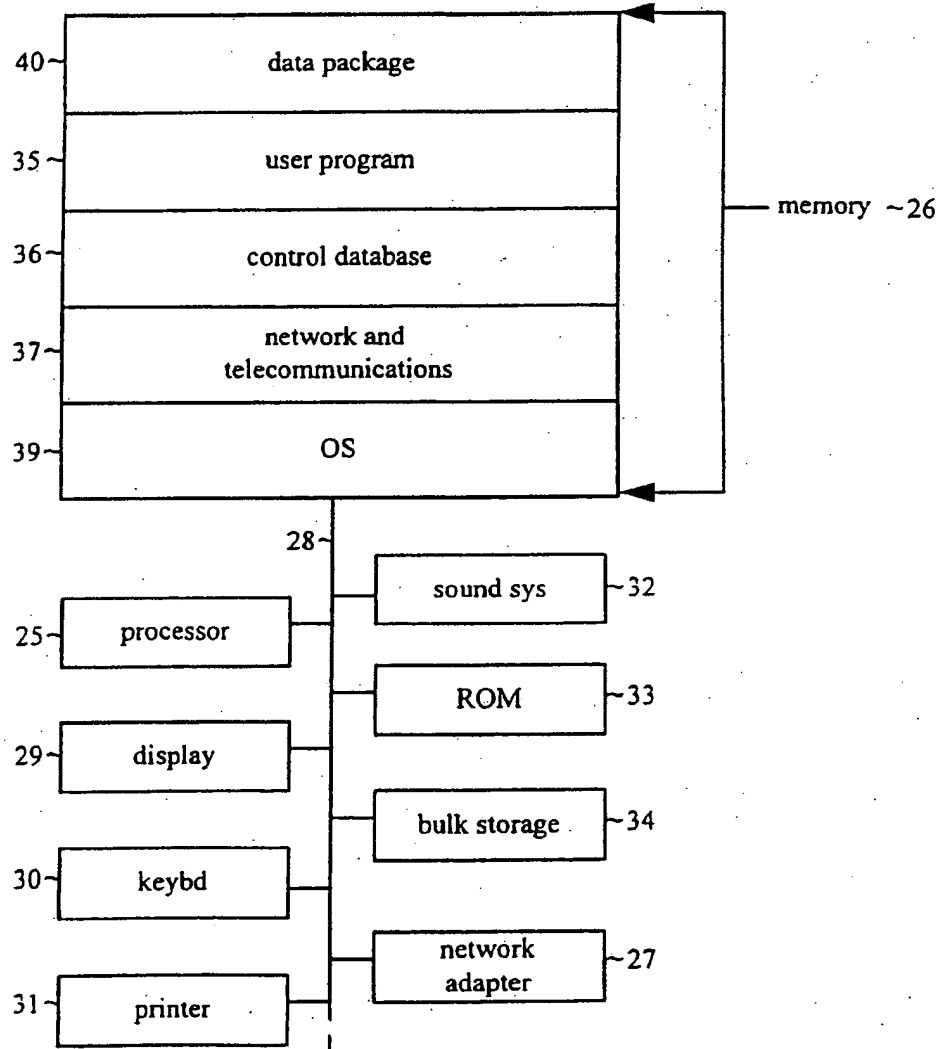 40~ data package
35~ user program
memory ~26
36~ control database
37~ network and
telecommunications
39~ OS
28~
sound sys ~32
25~ processor
ROM ~33
29~ display
bulk storage ~34
30~ keybd
network
adapter ~27
31~ printer